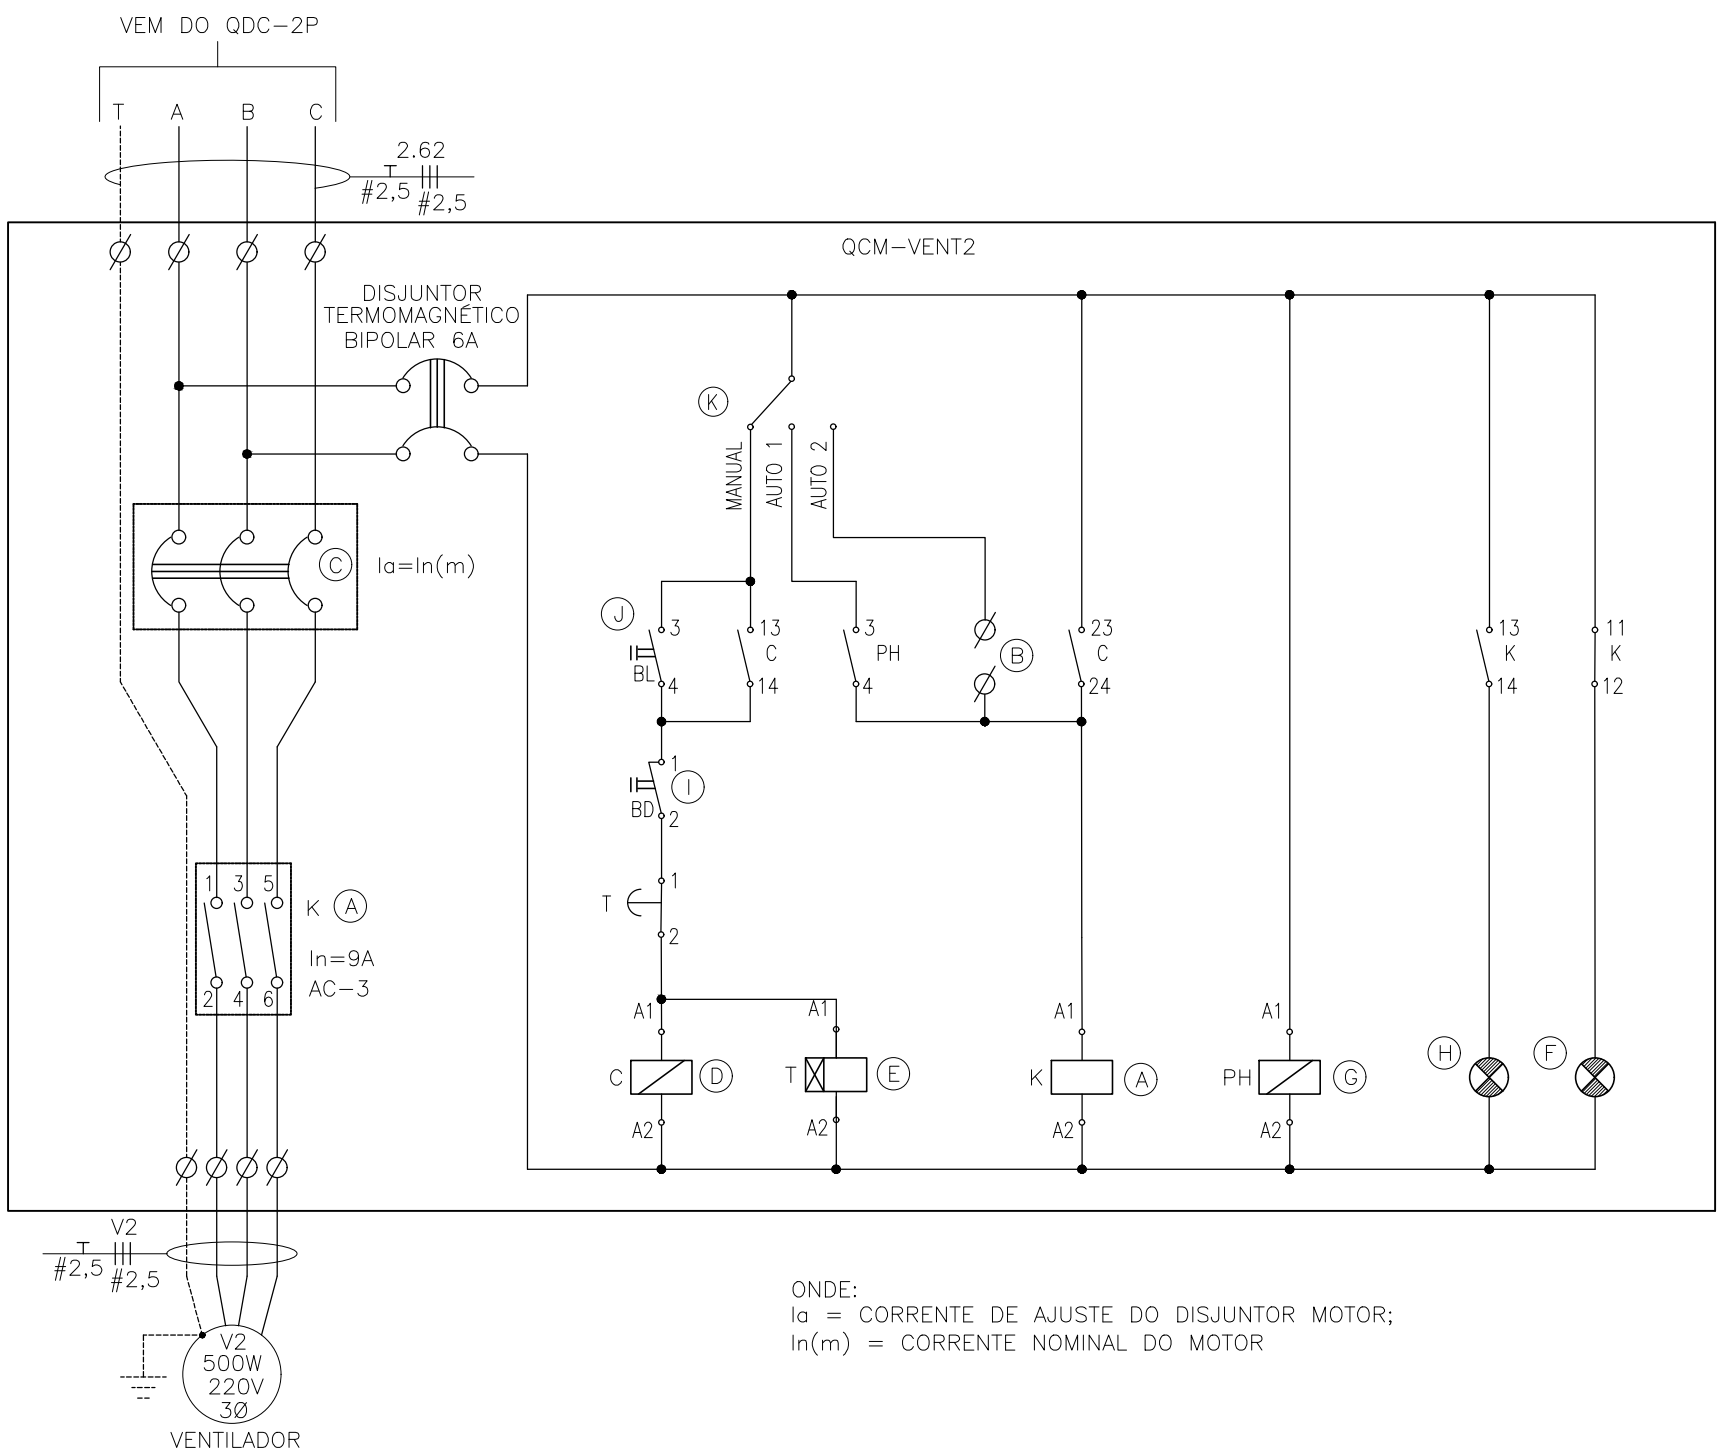 VEM DO QDC-2P
T A B C
2.62
#2,5
#2,5
QCM-VENT2
DISJUNTOR
TERMOMAGNÉTICO
BIPOLAR 6A
K
MANUAL
AUTO 1
AUTO 2
C
Ia=In(m)
J
3
BL
4
13
C
14
3
PH
4
B
23
C
24
13
K
14
11
K
12
1
I
BD
2
1
T
2
1 3 5
K A
In=9A
AC-3
2 4 6
A1
C D
A2
A1
T E
A2
A1
K A
A2
A1
PH G
A2
H
F
V2
#2,5
#2,5
V2
500W
220V
3Ø
VENTILADOR
ONDE:
Ia = CORRENTE DE AJUSTE DO DISJUNTOR MOTOR;
In(m) = CORRENTE NOMINAL DO MOTOR